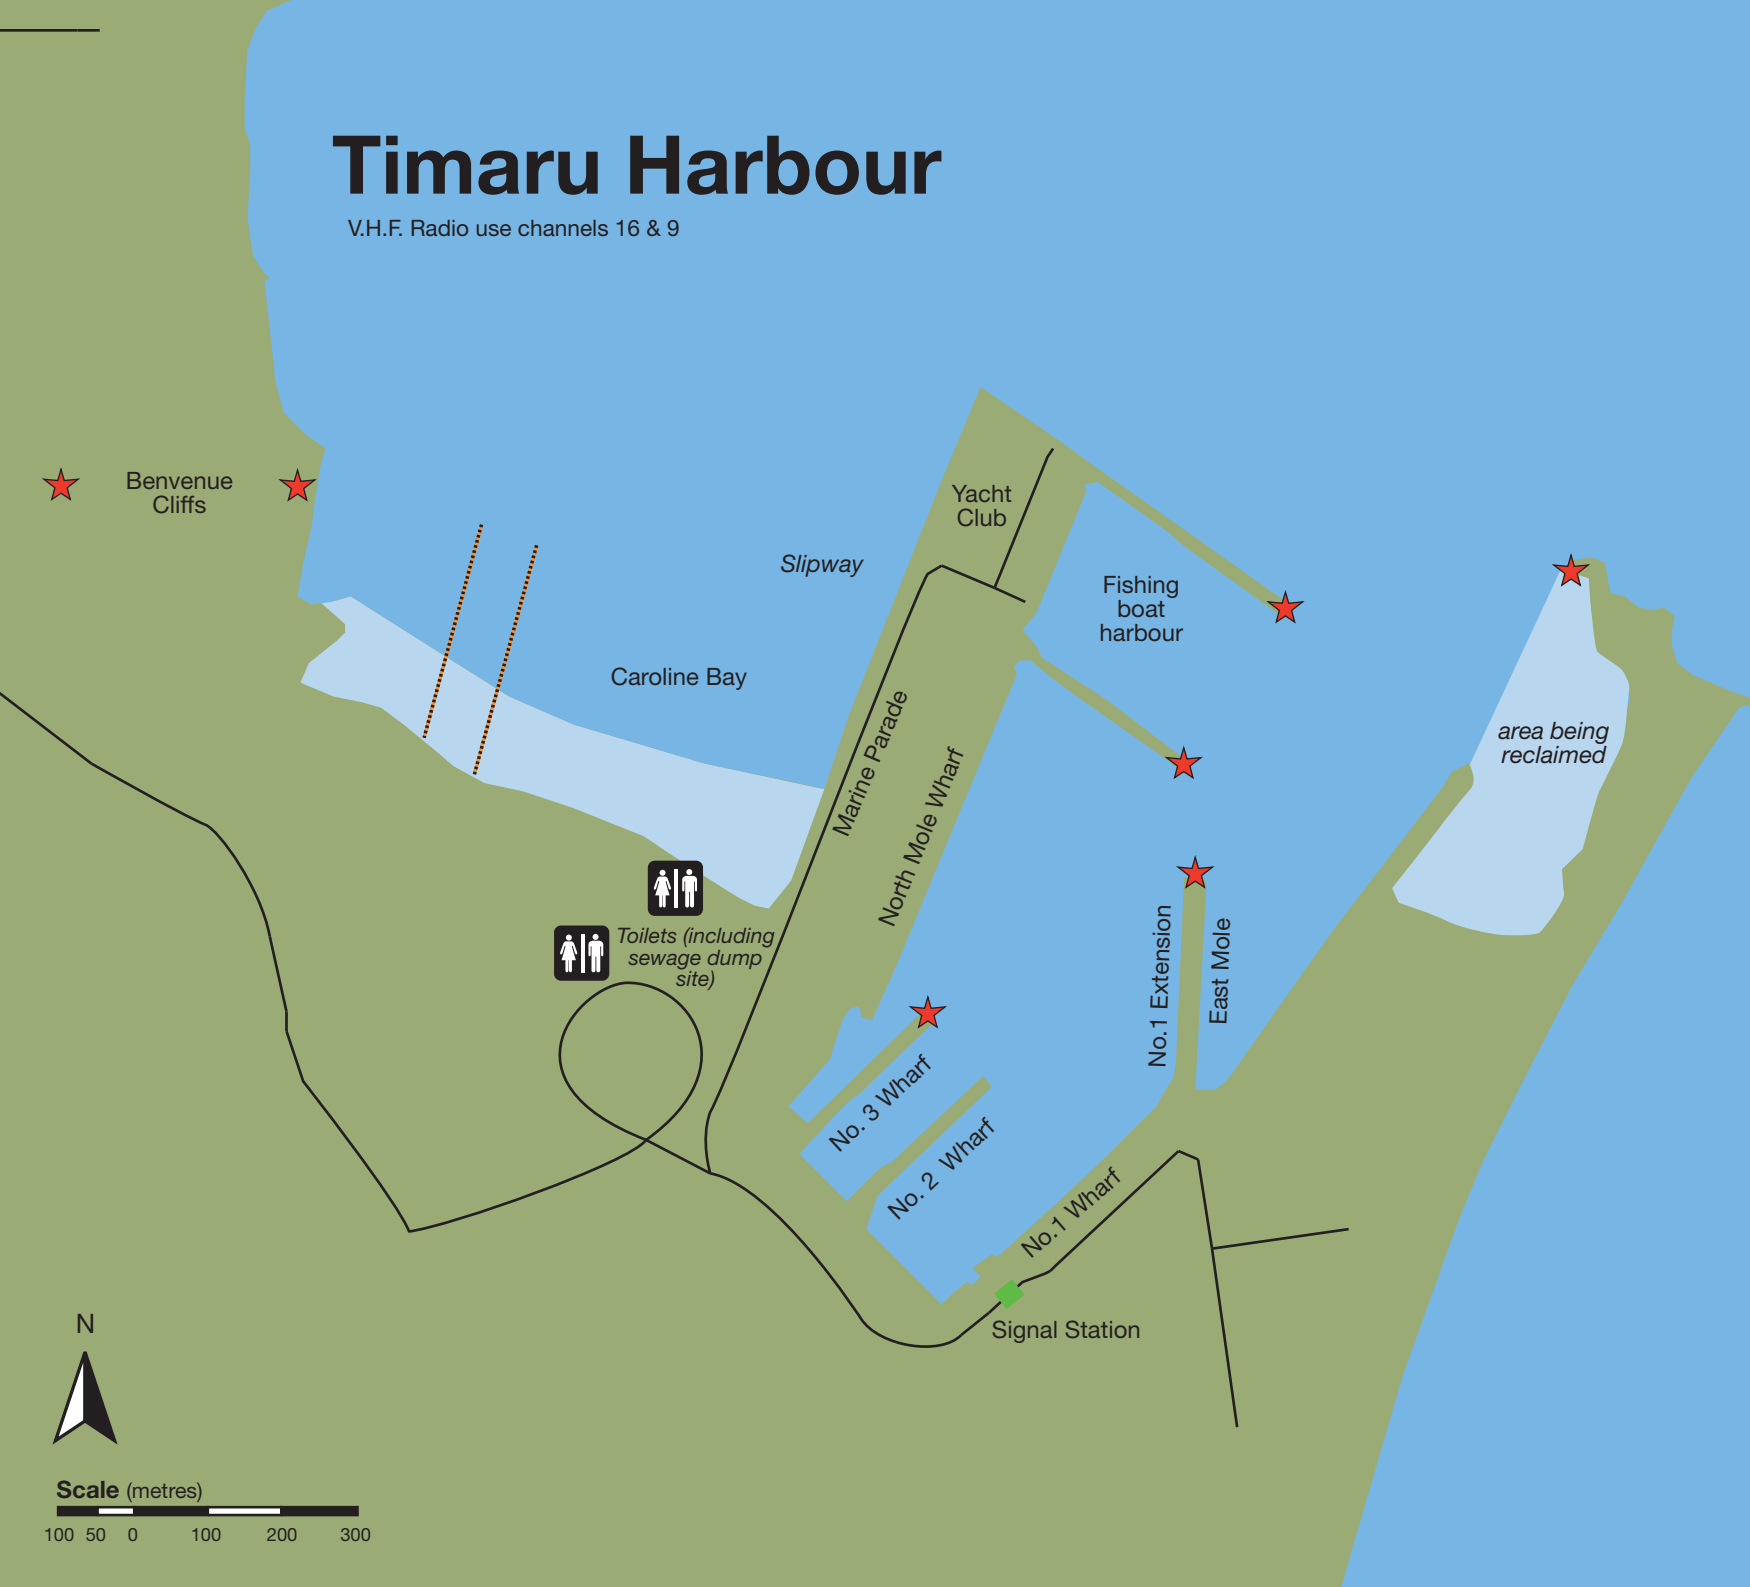 Timaru Harbour
V.H.F. Radio use channels 16 & 9
Benvenue
Cliffs
Yacht
Club
Slipway
Fishing
boat
harbour
Caroline Bay
Marine Parade
North Mole Wharf
area being
reclaimed
Toilets (including
sewage dump
site)
No.1 Extension
East Mole
No. 3 Wharf
No. 2 Wharf
No.1 Wharf
Signal Station
N
Scale (metres)
100 50 0 100 200 300